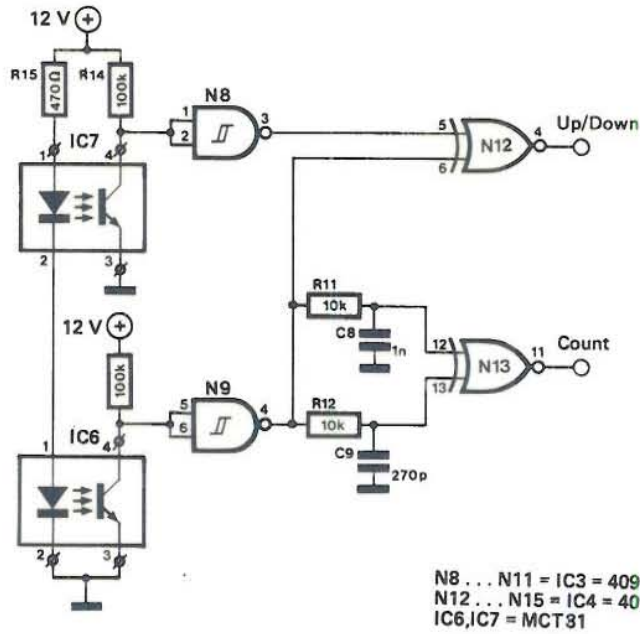 12 V
R15
470Ω
R14
100k
N8
1
2
3
IC7
1
4
2
3
5
6
N12
4
Up/Down
R11
10k
C8
1n
12
13
N13
11
Count
12 V
100k
N9
5
6
4
R12
10k
C9
270p
IC6
1
4
2
3
N8 . . . N11 = IC3 = 409
N12 . . . N15 = IC4 = 40
IC6,IC7 = MCT81